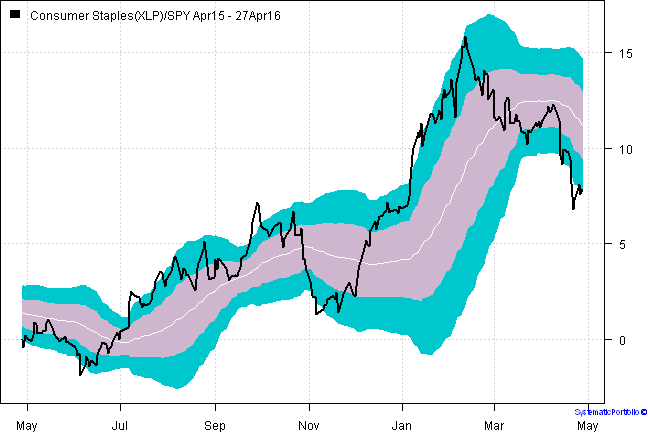 Consumer Staples(XLP)/SPY Apr15 - 27Apr16
15
10
5
0
SystematicPortfolio ©
May Jul Sep Nov Jan Mar May